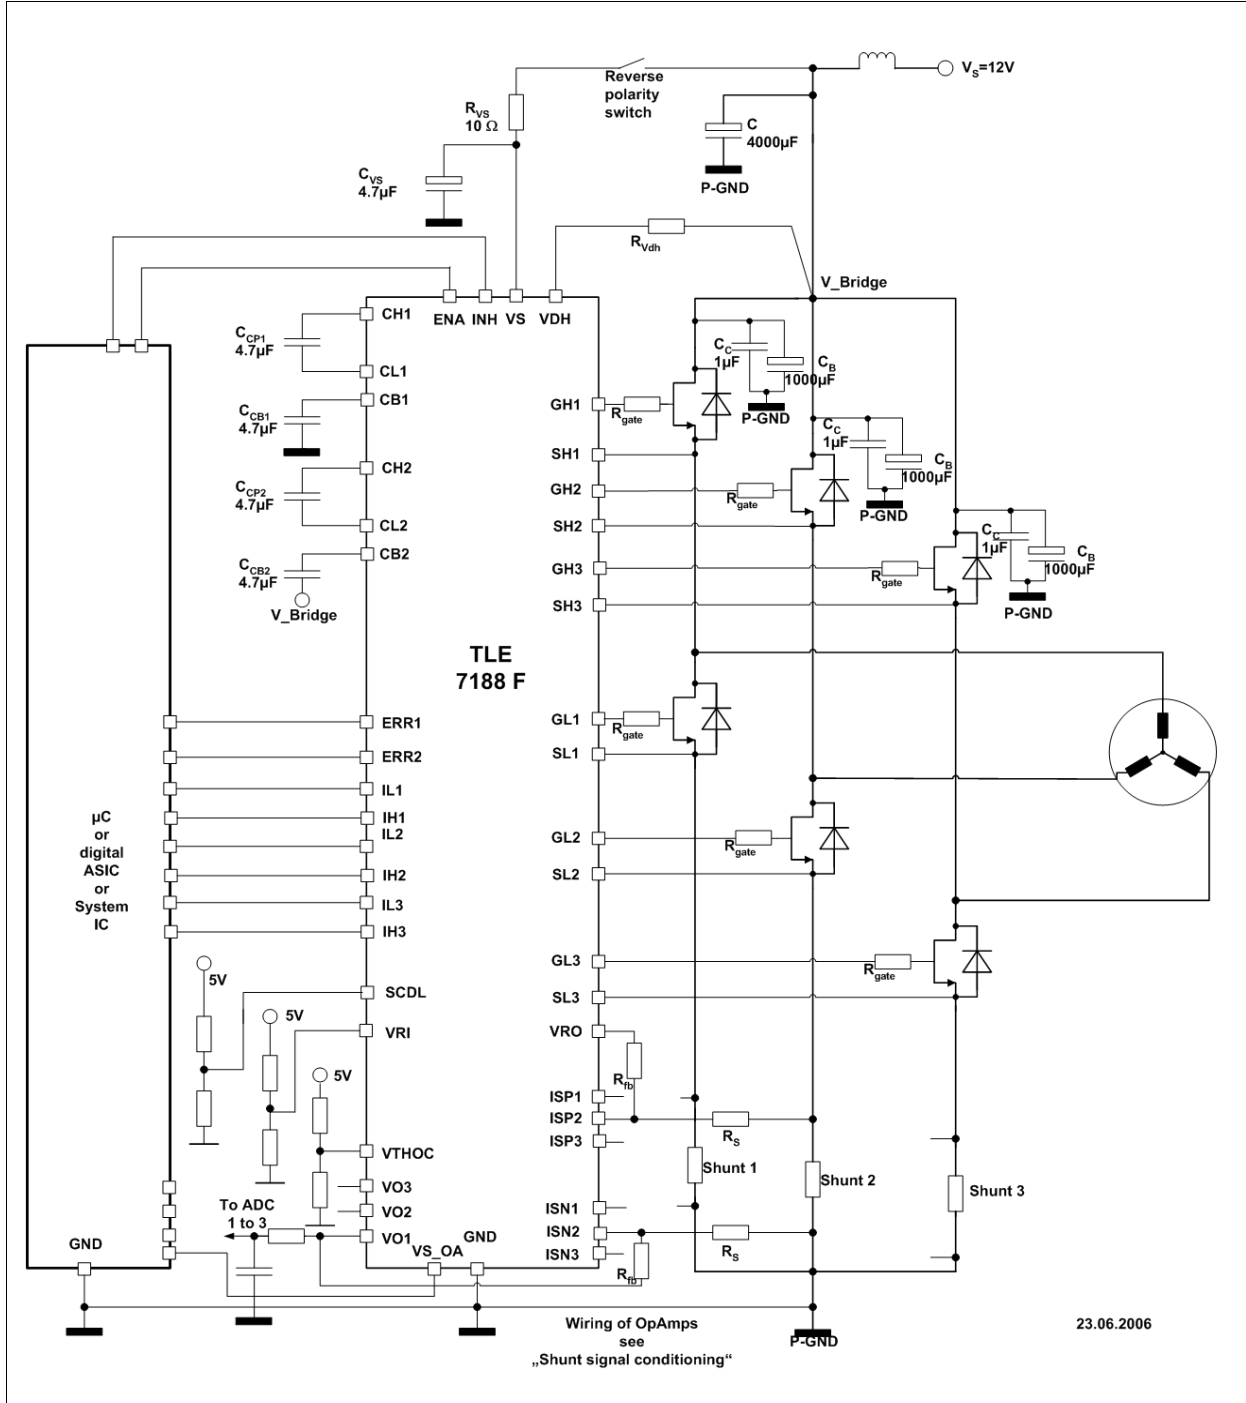 Reverse
polarity
switch
V_S=12V
R_VS
10 Ω
C
4000µF
P-GND
C_VS
4.7µF
R_Vdh
V_Bridge
ENA INH VS VDH
CH1
C_CP1
4.7µF
CL1
CB1
C_CB1
4.7µF
CH2
C_CP2
4.7µF
CL2
CB2
C_CB2
4.7µF
V_Bridge
TLE
7188 F
GH1
R_gate
SH1
GH2
R_gate
SH2
GH3
R_gate
SH3
C_C
1µF
C_B
1000µF
P-GND
C_C
1µF
C_B
1000µF
P-GND
C_C
1µF
C_B
1000µF
P-GND
GL1
R_gate
SL1
GL2
R_gate
SL2
GL3
R_gate
SL3
ERR1
ERR2
IL1
IH1
IL2
IH2
IL3
IH3
µC
or
digital
ASIC
or
System
IC
5V
SCDL
5V
VRI
5V
VTHOC
VO3
VO2
VO1
To ADC
1 to 3
VRO
R_fb
ISP1
ISP2
ISP3
R_S
Shunt 1
Shunt 2
Shunt 3
ISN1
ISN2
ISN3
R_S
R_fb
GND
VS_OA
GND
Wiring of OpAmps
see
„Shunt signal conditioning“
P-GND
23.06.2006